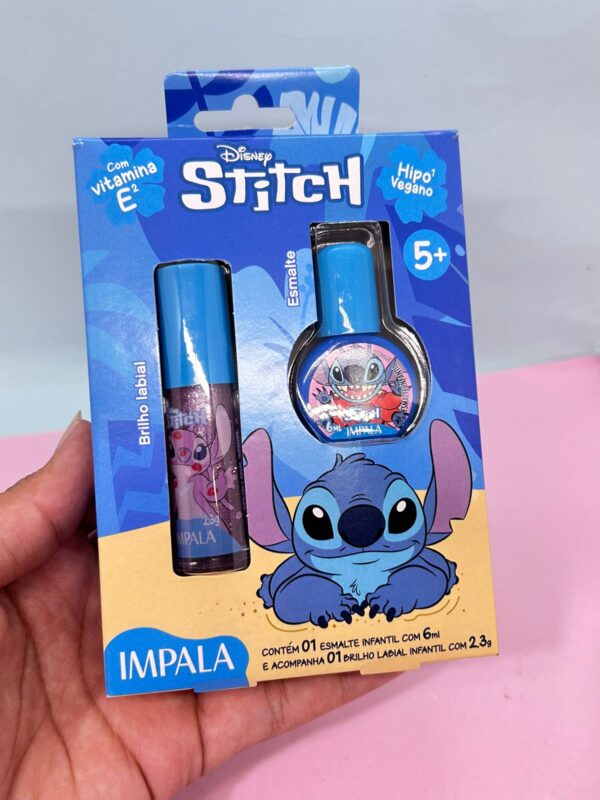 Disney
Stitch
Com
vitamina
E²
Hipo¹
Vegano
5+
Esmalte
Brilho labial
Stitch
2,3g
IMPALA
6ml
IMPALA
IMPALA
CONTÉM 01 ESMALTE INFANTIL COM 6ml
E ACOMPANHA 01 BRILHO LABIAL INFANTIL COM 2,3g